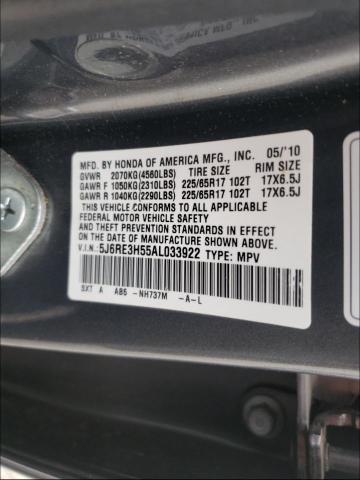 MFD. BY HONDA OF AMERICA MFG., INC. 05/'10
GVWR 2070KG(4560LBS) TIRE SIZE RIM SIZE
GAWR F 1050KG(2310LBS) 225/65R17 102T 17X6.5J
GAWR R 1040KG(2290LBS) 225/65R17 102T 17X6.5J
THIS VEHICLE CONFORMS TO ALL APPLICABLE
FEDERAL MOTOR VEHICLE SAFETY AND THEFT
PREVENTION STANDARDS IN EFFECT ON THE
DATE OF MANUFACTURE SHOWN ABOVE.
V.I.N.: 5J6RE3H55AL033922 TYPE: MPV
SXT A ABS -NH737M -A-L